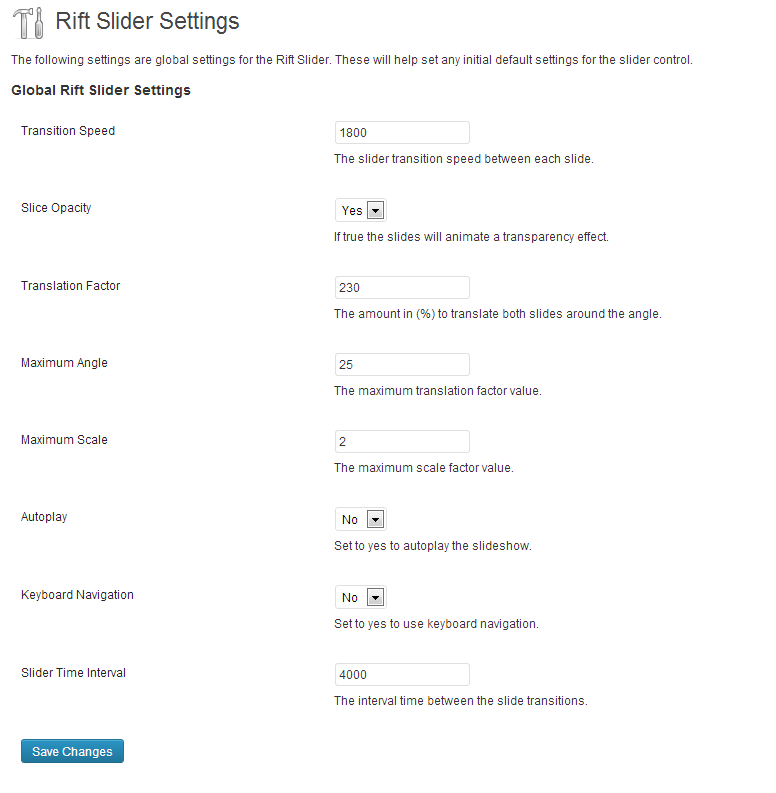 Rift Slider Settings
The following settings are global settings for the Rift Slider. These will help set any initial default settings for the slider control.
Global Rift Slider Settings
Transition Speed
1800
The slider transition speed between each slide.
Slice Opacity
Yes
If true the slides will animate a transparency effect.
Translation Factor
230
The amount in (%) to translate both slides around the angle.
Maximum Angle
25
The maximum translation factor value.
Maximum Scale
2
The maximum scale factor value.
Autoplay
No
Set to yes to autoplay the slideshow.
Keyboard Navigation
No
Set to yes to use keyboard navigation.
Slider Time Interval
4000
The interval time between the slide transitions.
Save Changes